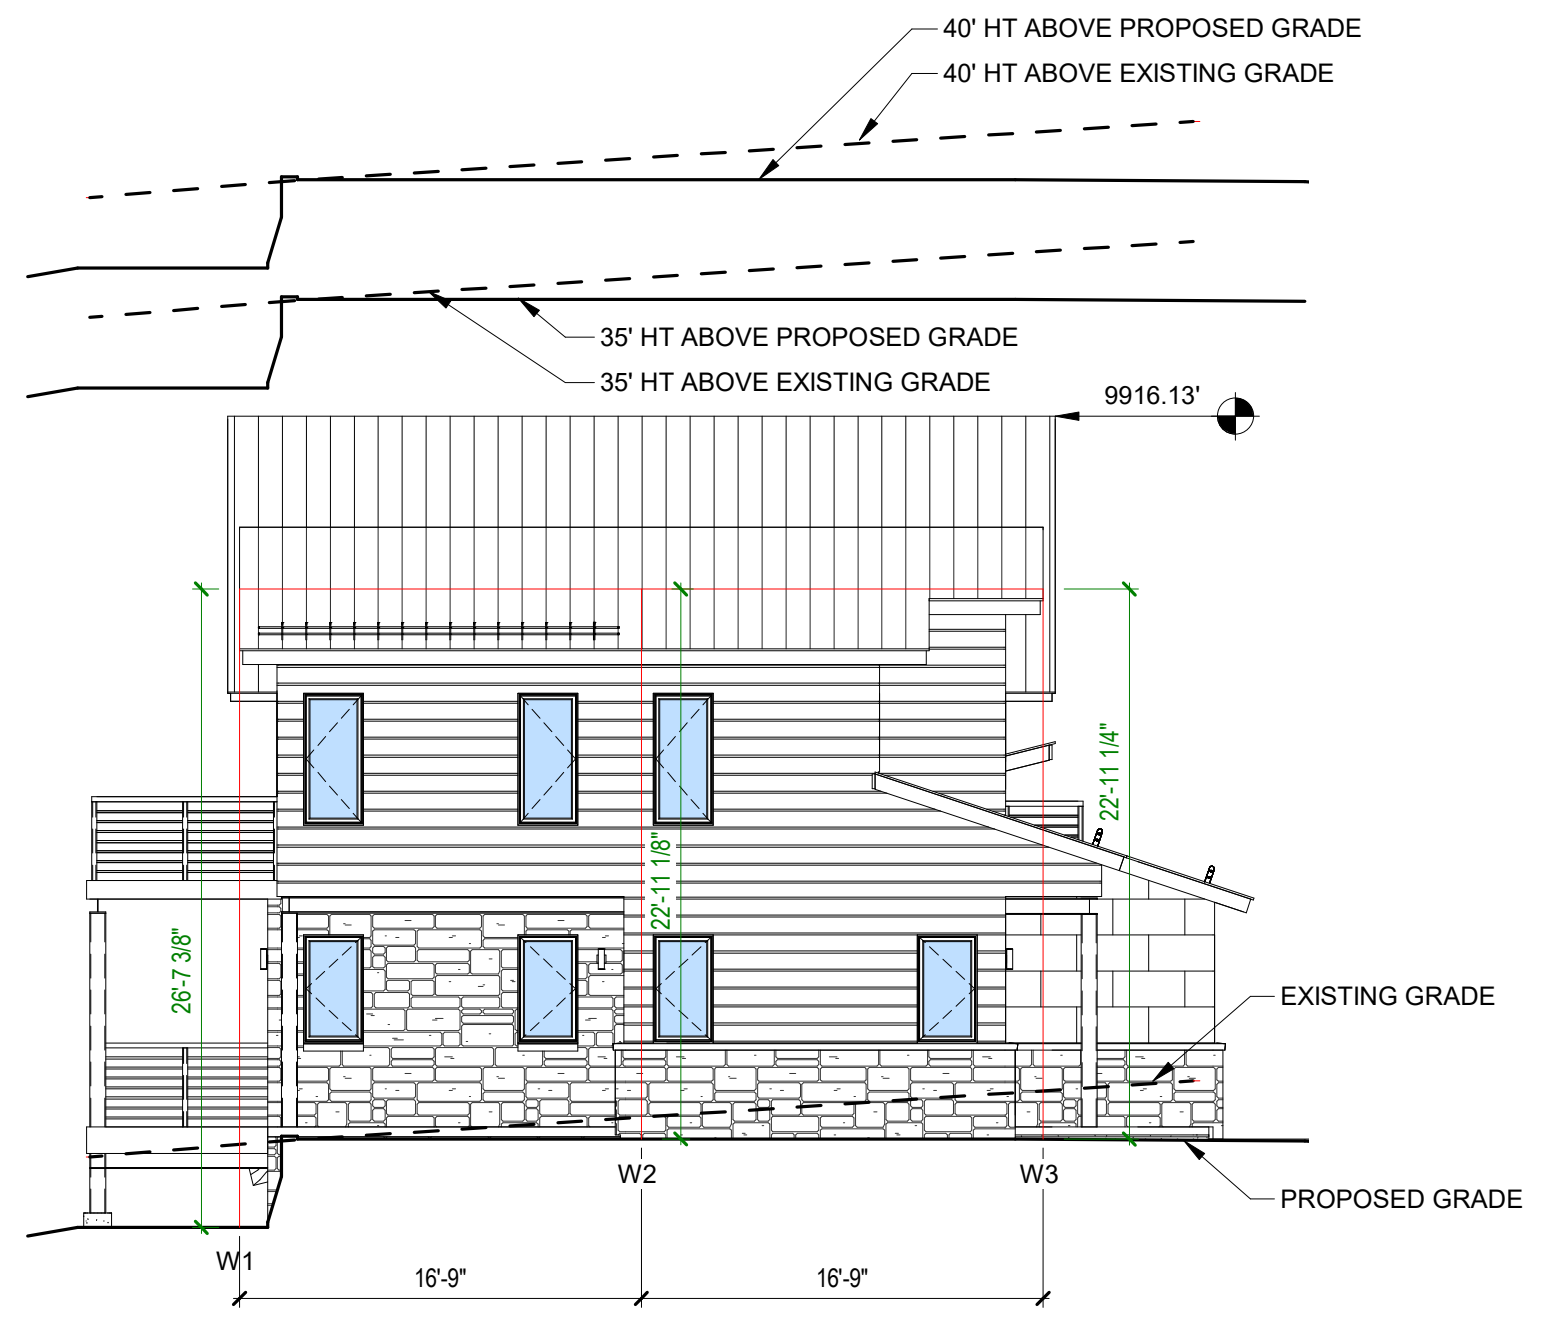 40' HT ABOVE PROPOSED GRADE
40' HT ABOVE EXISTING GRADE
35' HT ABOVE PROPOSED GRADE
35' HT ABOVE EXISTING GRADE
9916.13'
22'-11 1/4"
22'-11 1/8"
26'-7 3/8"
EXISTING GRADE
W2
W3
PROPOSED GRADE
W1
16'-9"
16'-9"